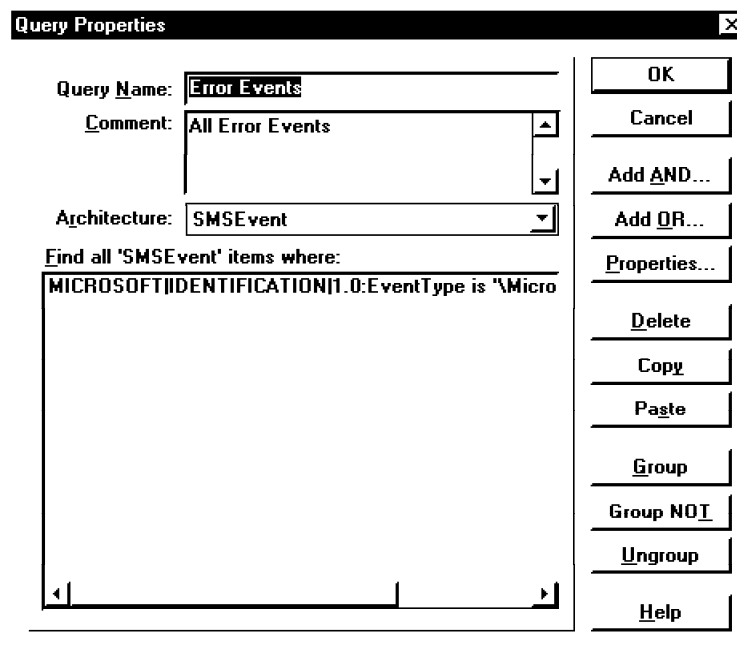 Query Properties
Query Name: Error Events
Comment: All Error Events
Architecture: SMSEvent
Find all 'SMSEvent' items where:
MICROSOFT|IDENTIFICATION|1.0:EventType is "\Micro
OK
Cancel
Add AND...
Add OR...
Properties...
Delete
Copy
Paste
Group
Group NOT
Ungroup
Help